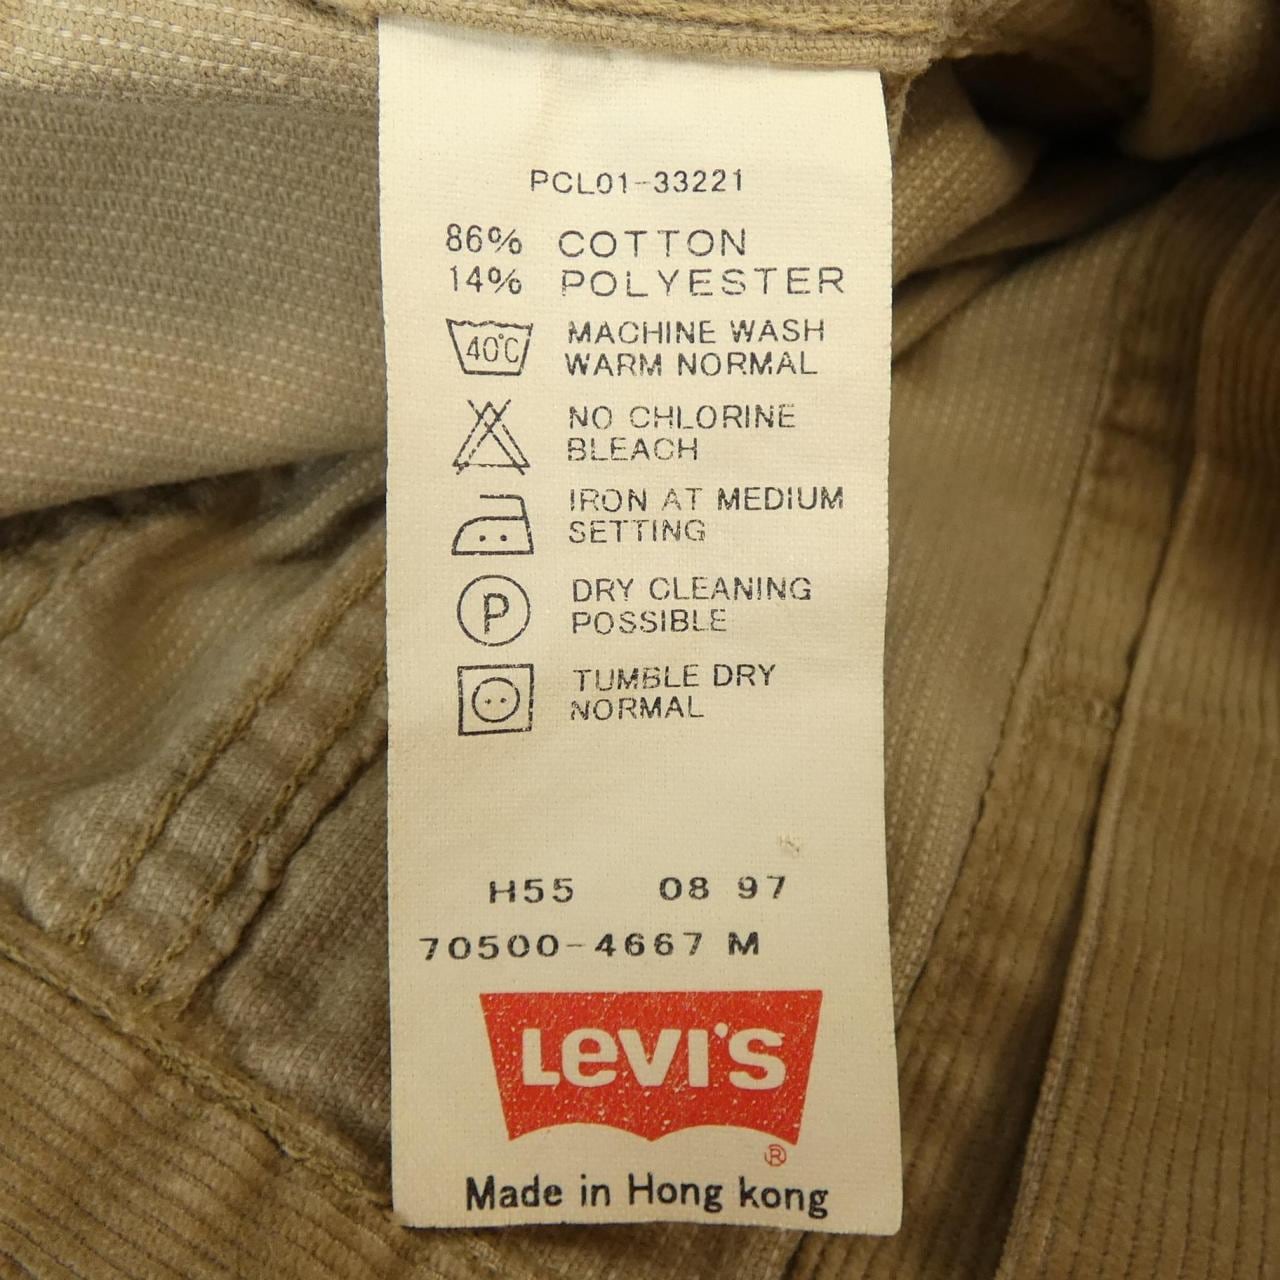 PCL01-33221
86% COTTON
14% POLYESTER
40°C MACHINE WASH
WARM NORMAL
NO CHLORINE
BLEACH
IRON AT MEDIUM
SETTING
P DRY CLEANING
POSSIBLE
TUMBLE DRY
NORMAL
H55 08 97
70500-4667 M
LEVI'S
®
Made in Hong kong